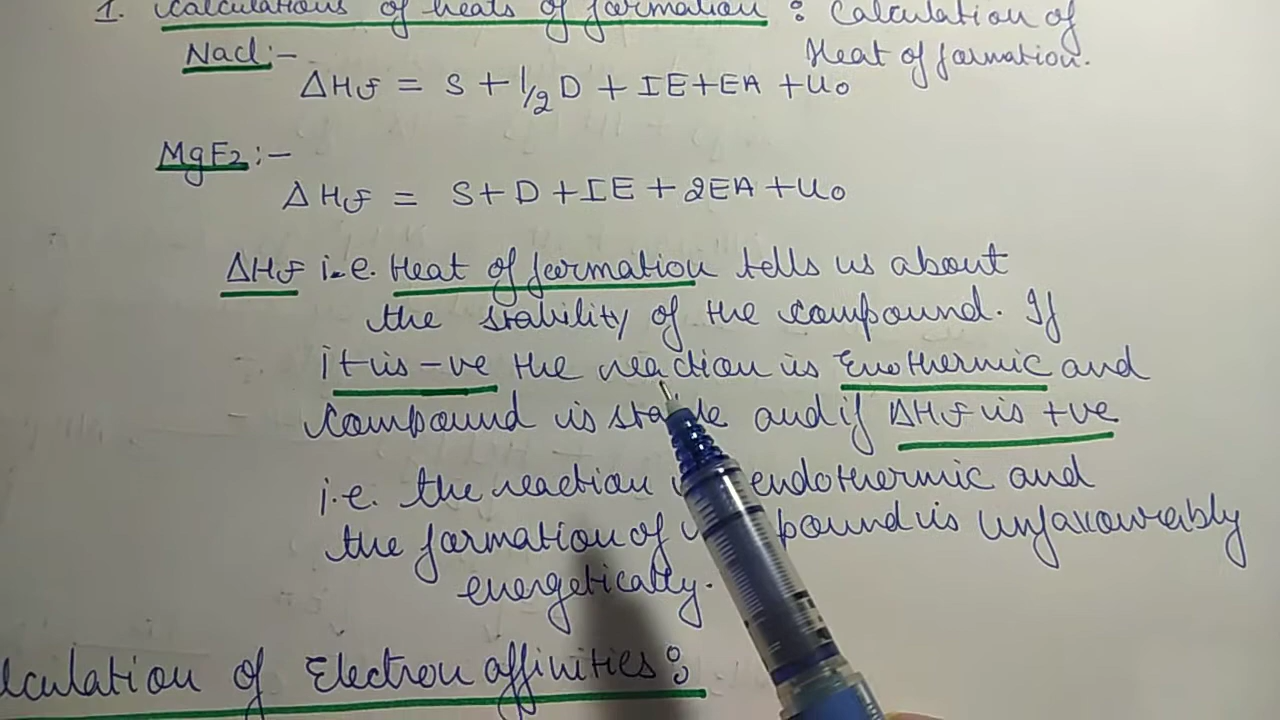 1. Calculations of heats of formation : Calculation of
Heat of formation.
Nacl:-
ΔHf = S + 1/2 D + IE + EA + U₀
MgF₂:-
ΔHf = S + D + IE + 2EA + U₀
ΔHf i.e. Heat of formation tells us about
the stability of the compound. If
it is -ve the reaction is Exothermic and
compound is stable and if ΔHf is +ve
i.e. the reaction endothermic and
the formation of pound is unfavourably
energetically.
lculation of Electron affinities: